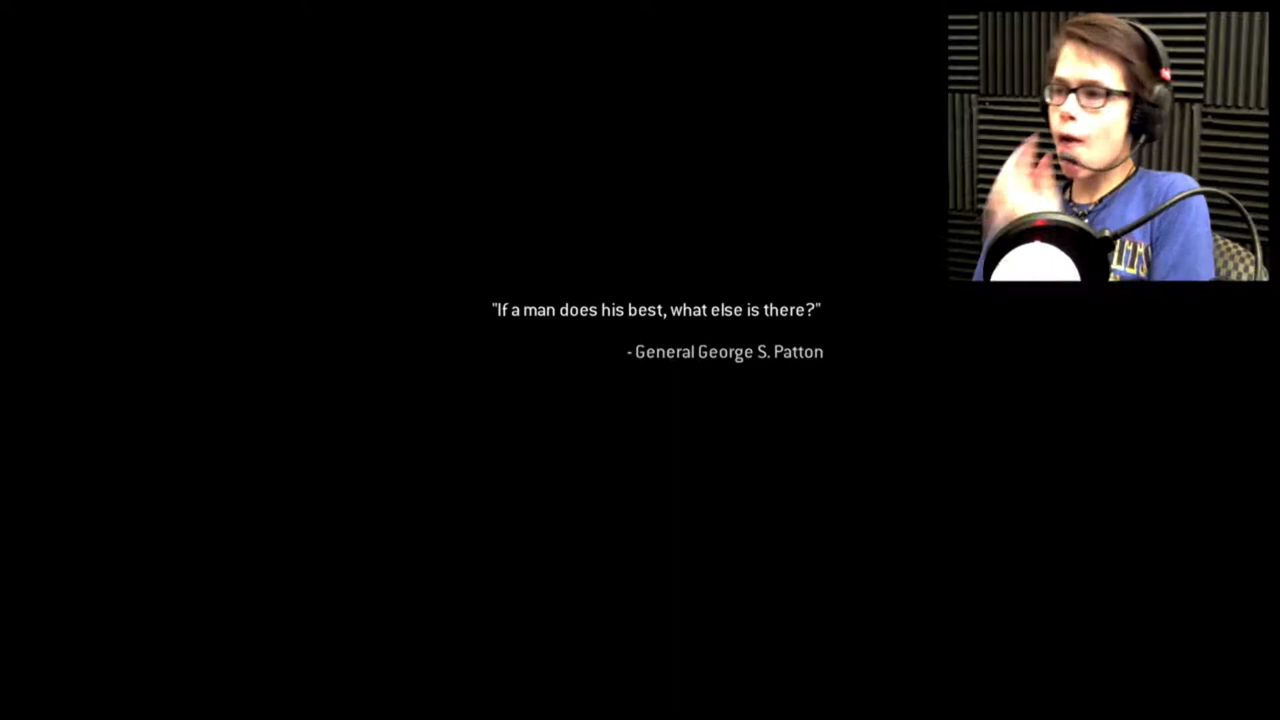 "If a man does his best, what else is there?"
- General George S. Patton